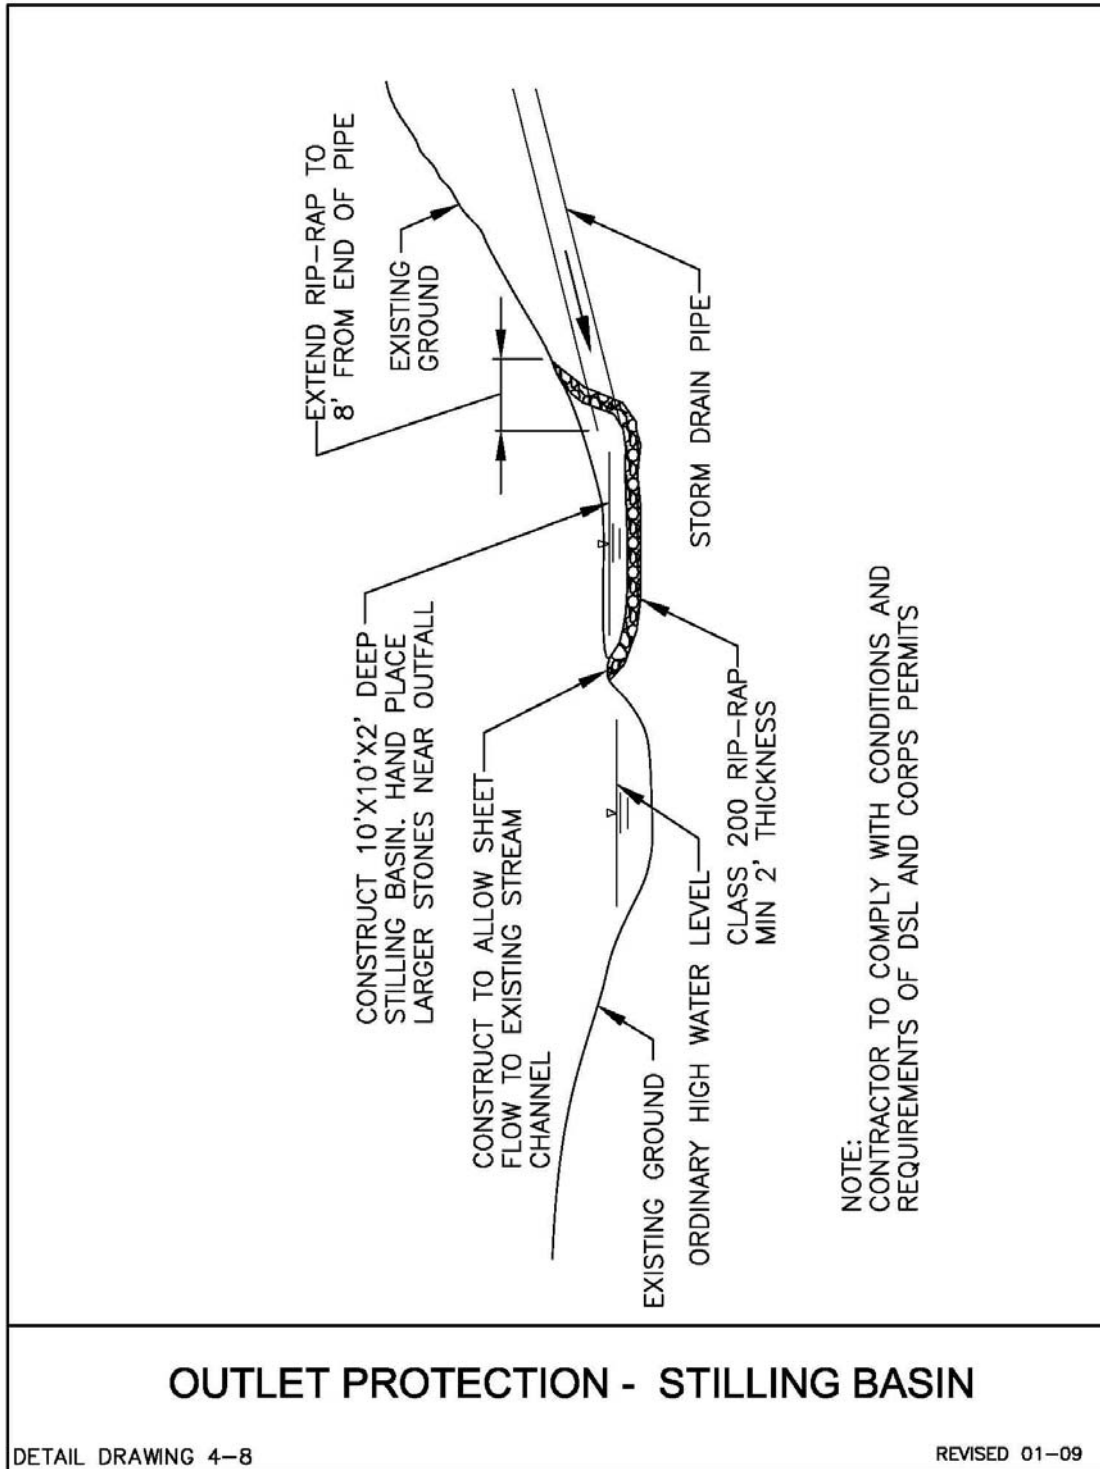 EXTEND RIP-RAP TO
8' FROM END OF PIPE
EXISTING
GROUND
CONSTRUCT 10'X10'X2' DEEP
STILLING BASIN. HAND PLACE
LARGER STONES NEAR OUTFALL
CONSTRUCT TO ALLOW SHEET
FLOW TO EXISTING STREAM
CHANNEL
STORM DRAIN PIPE
CLASS 200 RIP-RAP
MIN 2' THICKNESS
ORDINARY HIGH WATER LEVEL
EXISTING GROUND
NOTE:
CONTRACTOR TO COMPLY WITH CONDITIONS AND
REQUIREMENTS OF DSL AND CORPS PERMITS
OUTLET PROTECTION - STILLING BASIN
DETAIL DRAWING 4-8
REVISED 01-09